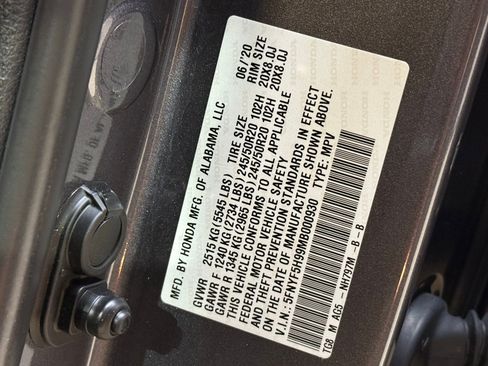 MFD. BY HONDA MFG. OF ALABAMA, LLC 06/'20
GVWR 2515 KG (5545 LBS) TIRE SIZE RIM SIZE
GAWR F 1240 KG (2734 LBS) 245/50R20 102H 20X8.0J
GAWR R 1345 KG (2965 LBS) 245/50R20 102H 20X8.0J
THIS VEHICLE CONFORMS TO ALL APPLICABLE
FEDERAL MOTOR VEHICLE SAFETY
AND THEFT PREVENTION STANDARDS IN EFFECT
ON THE DATE OF MANUFACTURE SHOWN ABOVE.
V.I.N.: 5FNYF5H99MB000930 TYPE: MPV
TG8 M AG5 -NH797M -B -B